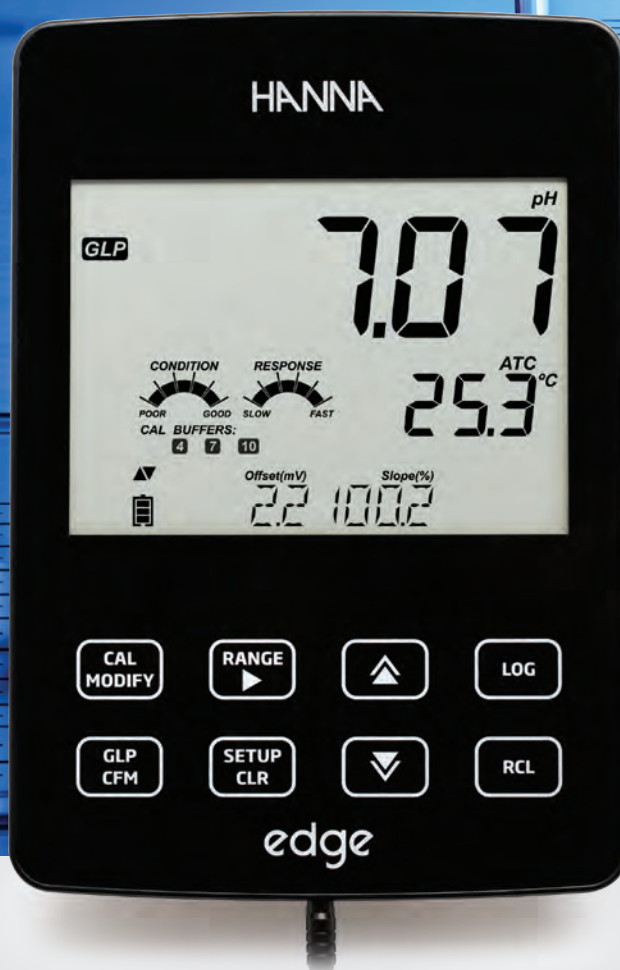 HANNA
pH
GLP
7.07
CONDITION RESPONSE
ATC
25.3 °C
POOR GOOD SLOW FAST
CAL BUFFERS:
4 7 10
Offset(mV) Slope(%)
2.2 100.2
CAL MODIFY
RANGE
LOG
GLP CFM
SETUP CLR
RCL
edge